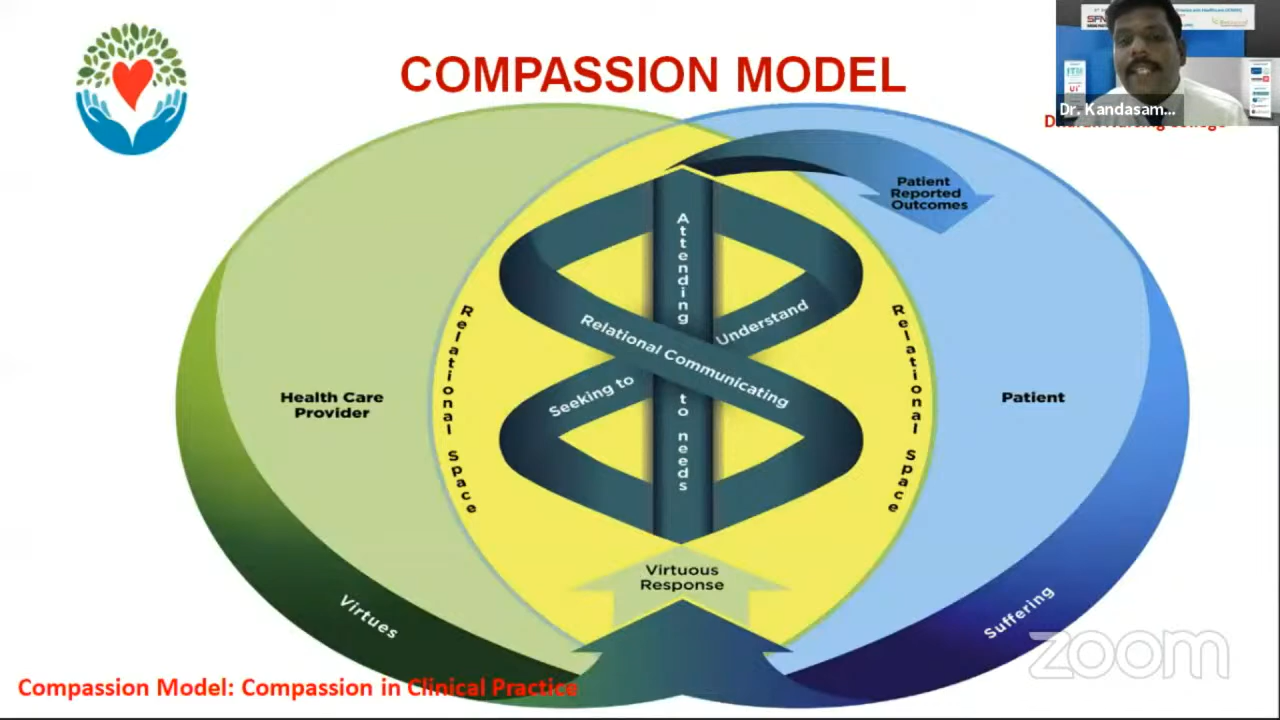 COMPASSION MODEL
Dr. Kandasam...
Patient
Reported
Outcomes
Attending to needs
Relational Communicating
Seeking to Understand
Relational Space
Relational Space
Health Care
Provider
Patient
Virtuous
Response
Virtues
Suffering
zoom
Compassion Model: Compassion in Clinical Practice